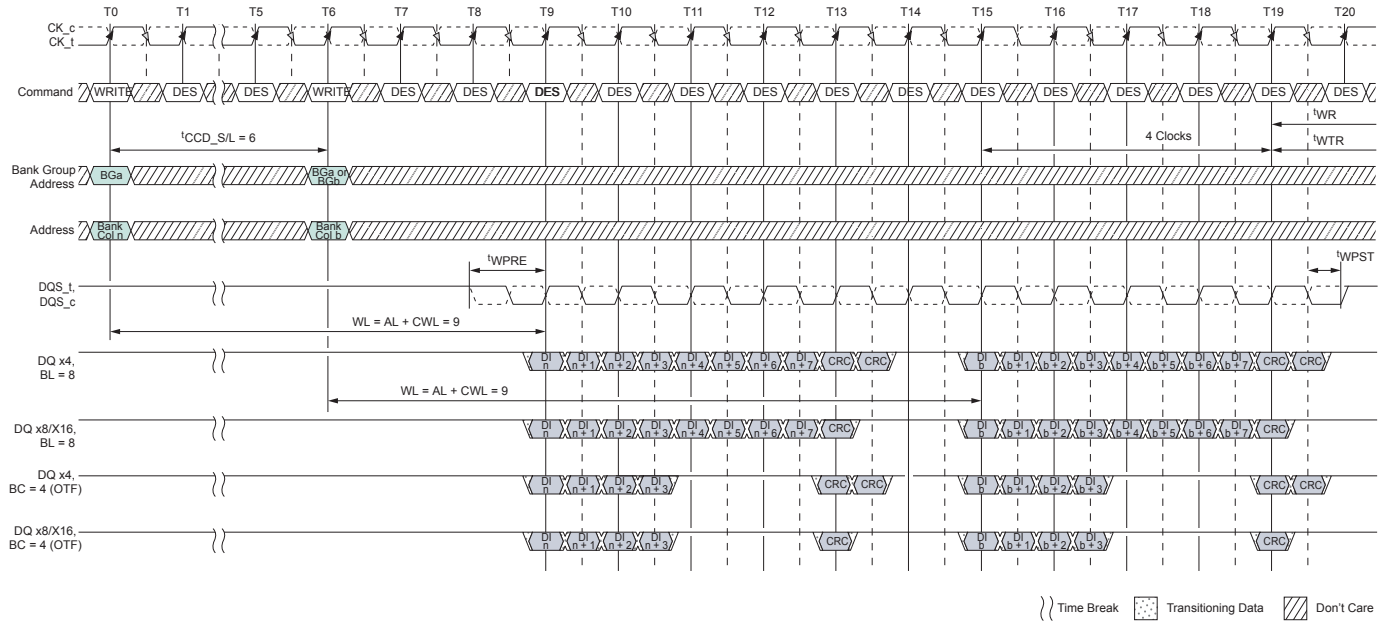 T0 T1 T5 T6 T7 T8 T9 T10 T11 T12 T13 T14 T15 T16 T17 T18 T19 T20
CK_c
CK_t
Command WRITE DES DES WRITE DES DES DES DES DES DES DES DES DES DES DES DES DES DES
tWR
tCCD_S/L = 6
4 Clocks
tWTR
Bank Group
Address
BGa
BGa or
BGb
Address
Bank
Col n
Bank
Col b
tWPRE
tWPST
DQS_t,
DQS_c
WL = AL + CWL = 9
DQ x4,
BL = 8
DI
n
DI
n + 1
DI
n + 2
DI
n + 3
DI
n + 4
DI
n + 5
DI
n + 6
DI
n + 7
CRC CRC
DI
b
DI
b + 1
DI
b + 2
DI
b + 3
DI
b + 4
DI
b + 5
DI
b + 6
DI
b + 7
CRC CRC
WL = AL + CWL = 9
DQ x8/X16,
BL = 8
DI
n
DI
n + 1
DI
n + 2
DI
n + 3
DI
n + 4
DI
n + 5
DI
n + 6
DI
n + 7
CRC
DI
b
DI
b + 1
DI
b + 2
DI
b + 3
DI
b + 4
DI
b + 5
DI
b + 6
DI
b + 7
CRC
DQ x4,
BC = 4 (OTF)
DI
n
DI
n + 1
DI
n + 2
DI
n + 3
CRC CRC
DI
b
DI
b + 1
DI
b + 2
DI
b + 3
CRC CRC
DQ x8/X16,
BC = 4 (OTF)
DI
n
DI
n + 1
DI
n + 2
DI
n + 3
CRC
DI
b
DI
b + 1
DI
b + 2
DI
b + 3
CRC
Time Break Transitioning Data Don't Care